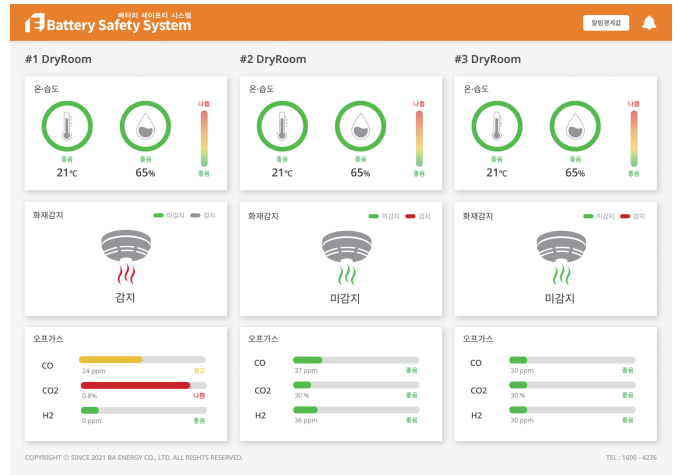 배터리 세이프티 시스템
Battery Safety System
알림경계값
#1 DryRoom
#2 DryRoom
#3 DryRoom
온·습도
나쁨
좋음
좋음
21℃
65%
좋음
온·습도
나쁨
좋음
좋음
21℃
65%
좋음
온·습도
나쁨
좋음
좋음
21℃
65%
좋음
화재감지
미감지
감지
감지
화재감지
미감지
감지
미감지
화재감지
미감지
감지
미감지
오프가스
CO
24 ppm
경고
CO2
0.8%
나쁨
H2
0 ppm
좋음
오프가스
CO
37 ppm
좋음
CO2
30 %
좋음
H2
36 ppm
좋음
오프가스
CO
30 ppm
좋음
CO2
30 %
좋음
H2
30 ppm
좋음
COPYRIGHT © SINCE 2021 BA ENERGY CO., LTD. ALL RIGHTS RESERVED.
TEL : 1600 - 4276